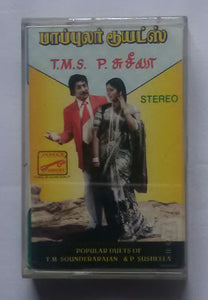 பாப்புலர் டூயட்ஸ்
T.M.S. P. சுசீலா
STEREO
POPULAR DUETS OF
T.M. SOUNDERARAJAN & P. SUSHEELA